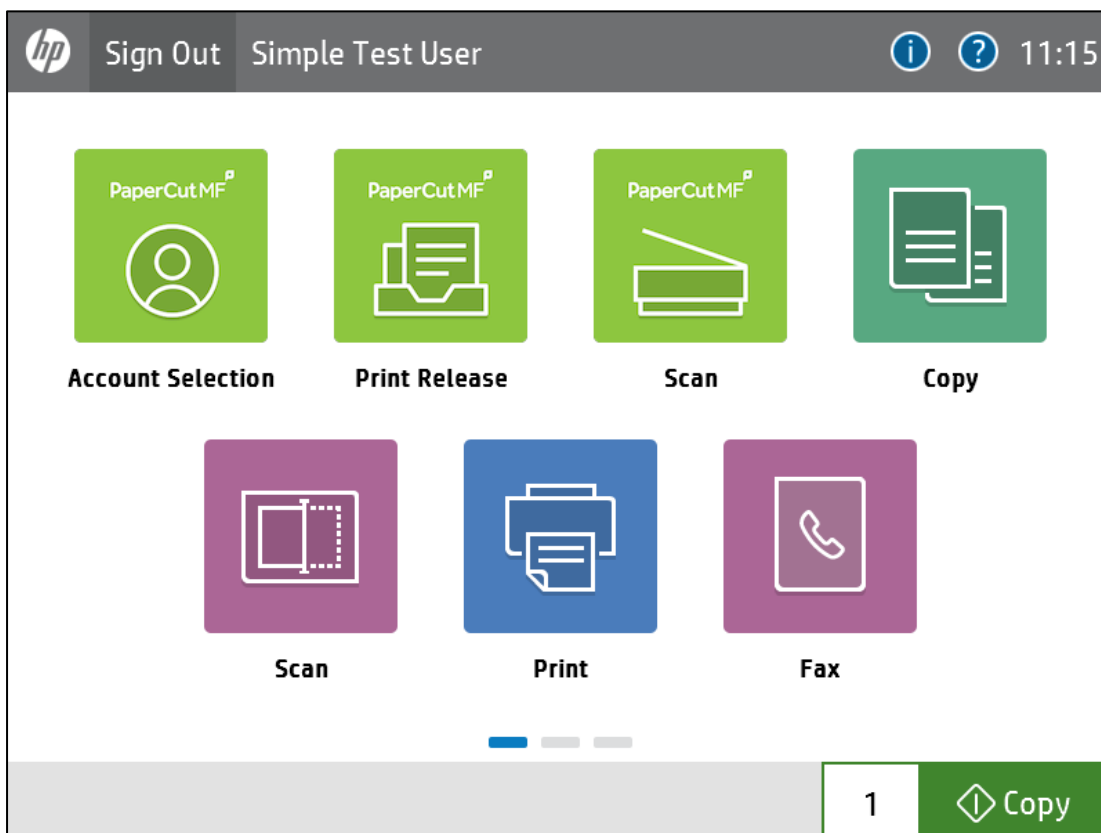 hp Sign Out Simple Test User i ? 11:15
PaperCutMF PaperCutMF PaperCutMF
Account Selection Print Release Scan Copy
Scan Print Fax
1 Copy